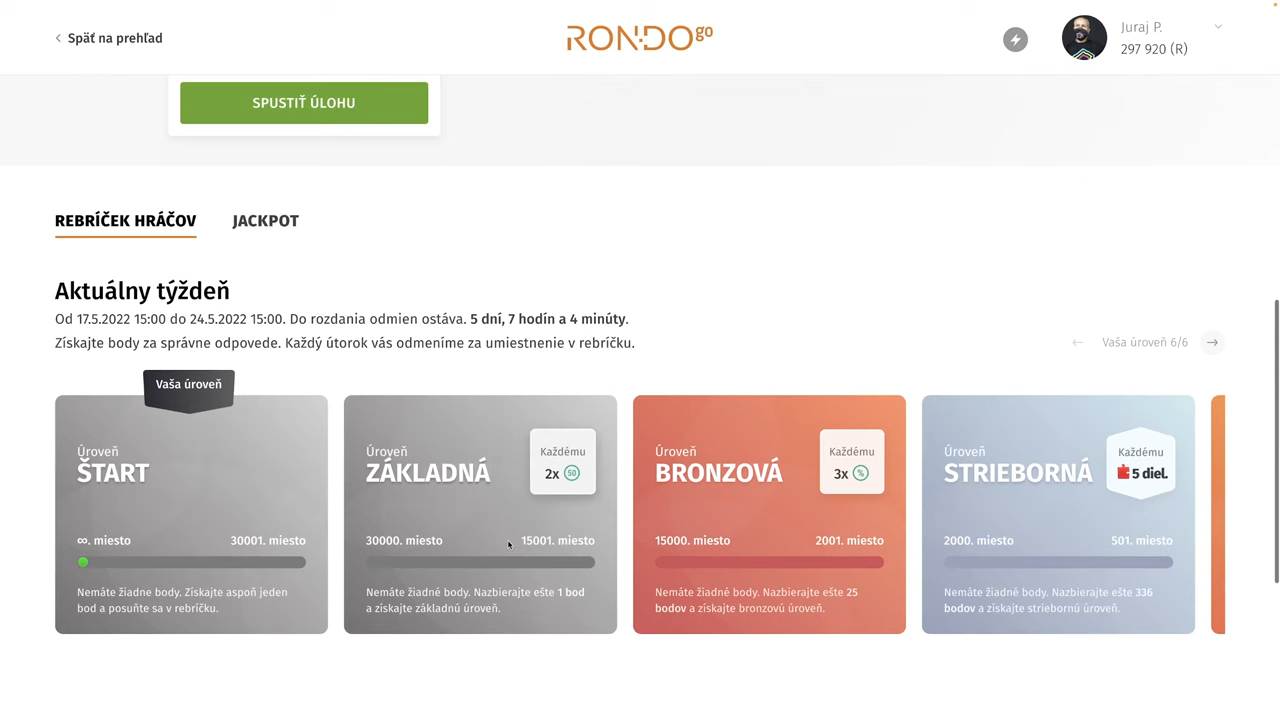 Späť na prehľad
RONDO go
Juraj P.
297 920 (R)
SPUSTIŤ ÚLOHU
REBRÍČEK HRÁČOV
JACKPOT
Aktuálny týždeň
Od 17.5.2022 15:00 do 24.5.2022 15:00. Do rozdania odmien ostáva. 5 dní, 7 hodín a 4 minúty.
Získajte body za správne odpovede. Každý útorok vás odmeníme za umiestnenie v rebríčku.
Vaša úroveň 6/6
Vaša úroveň
Úroveň
ŠTART
∞. miesto
30001. miesto
Nemáte žiadne body. Získajte aspoň jeden
bod a posuňte sa v rebríčku.
Úroveň
ZÁKLADNÁ
Každému
2x 50
30000. miesto
15001. miesto
Nemáte žiadné body. Nazbierajte ešte 1 bod
a získajte základnú úroveň.
Úroveň
BRONZOVÁ
Každému
3x %
15000. miesto
2001. miesto
Nemáte žiadné body. Nazbierajte ešte 25
bodov a získajte bronzovú úroveň.
Úroveň
STRIEBORNÁ
Každému
5 diel.
2000. miesto
501. miesto
Nemáte žiadné body. Nazbierajte ešte 336
bodov a získajte striebornú úroveň.